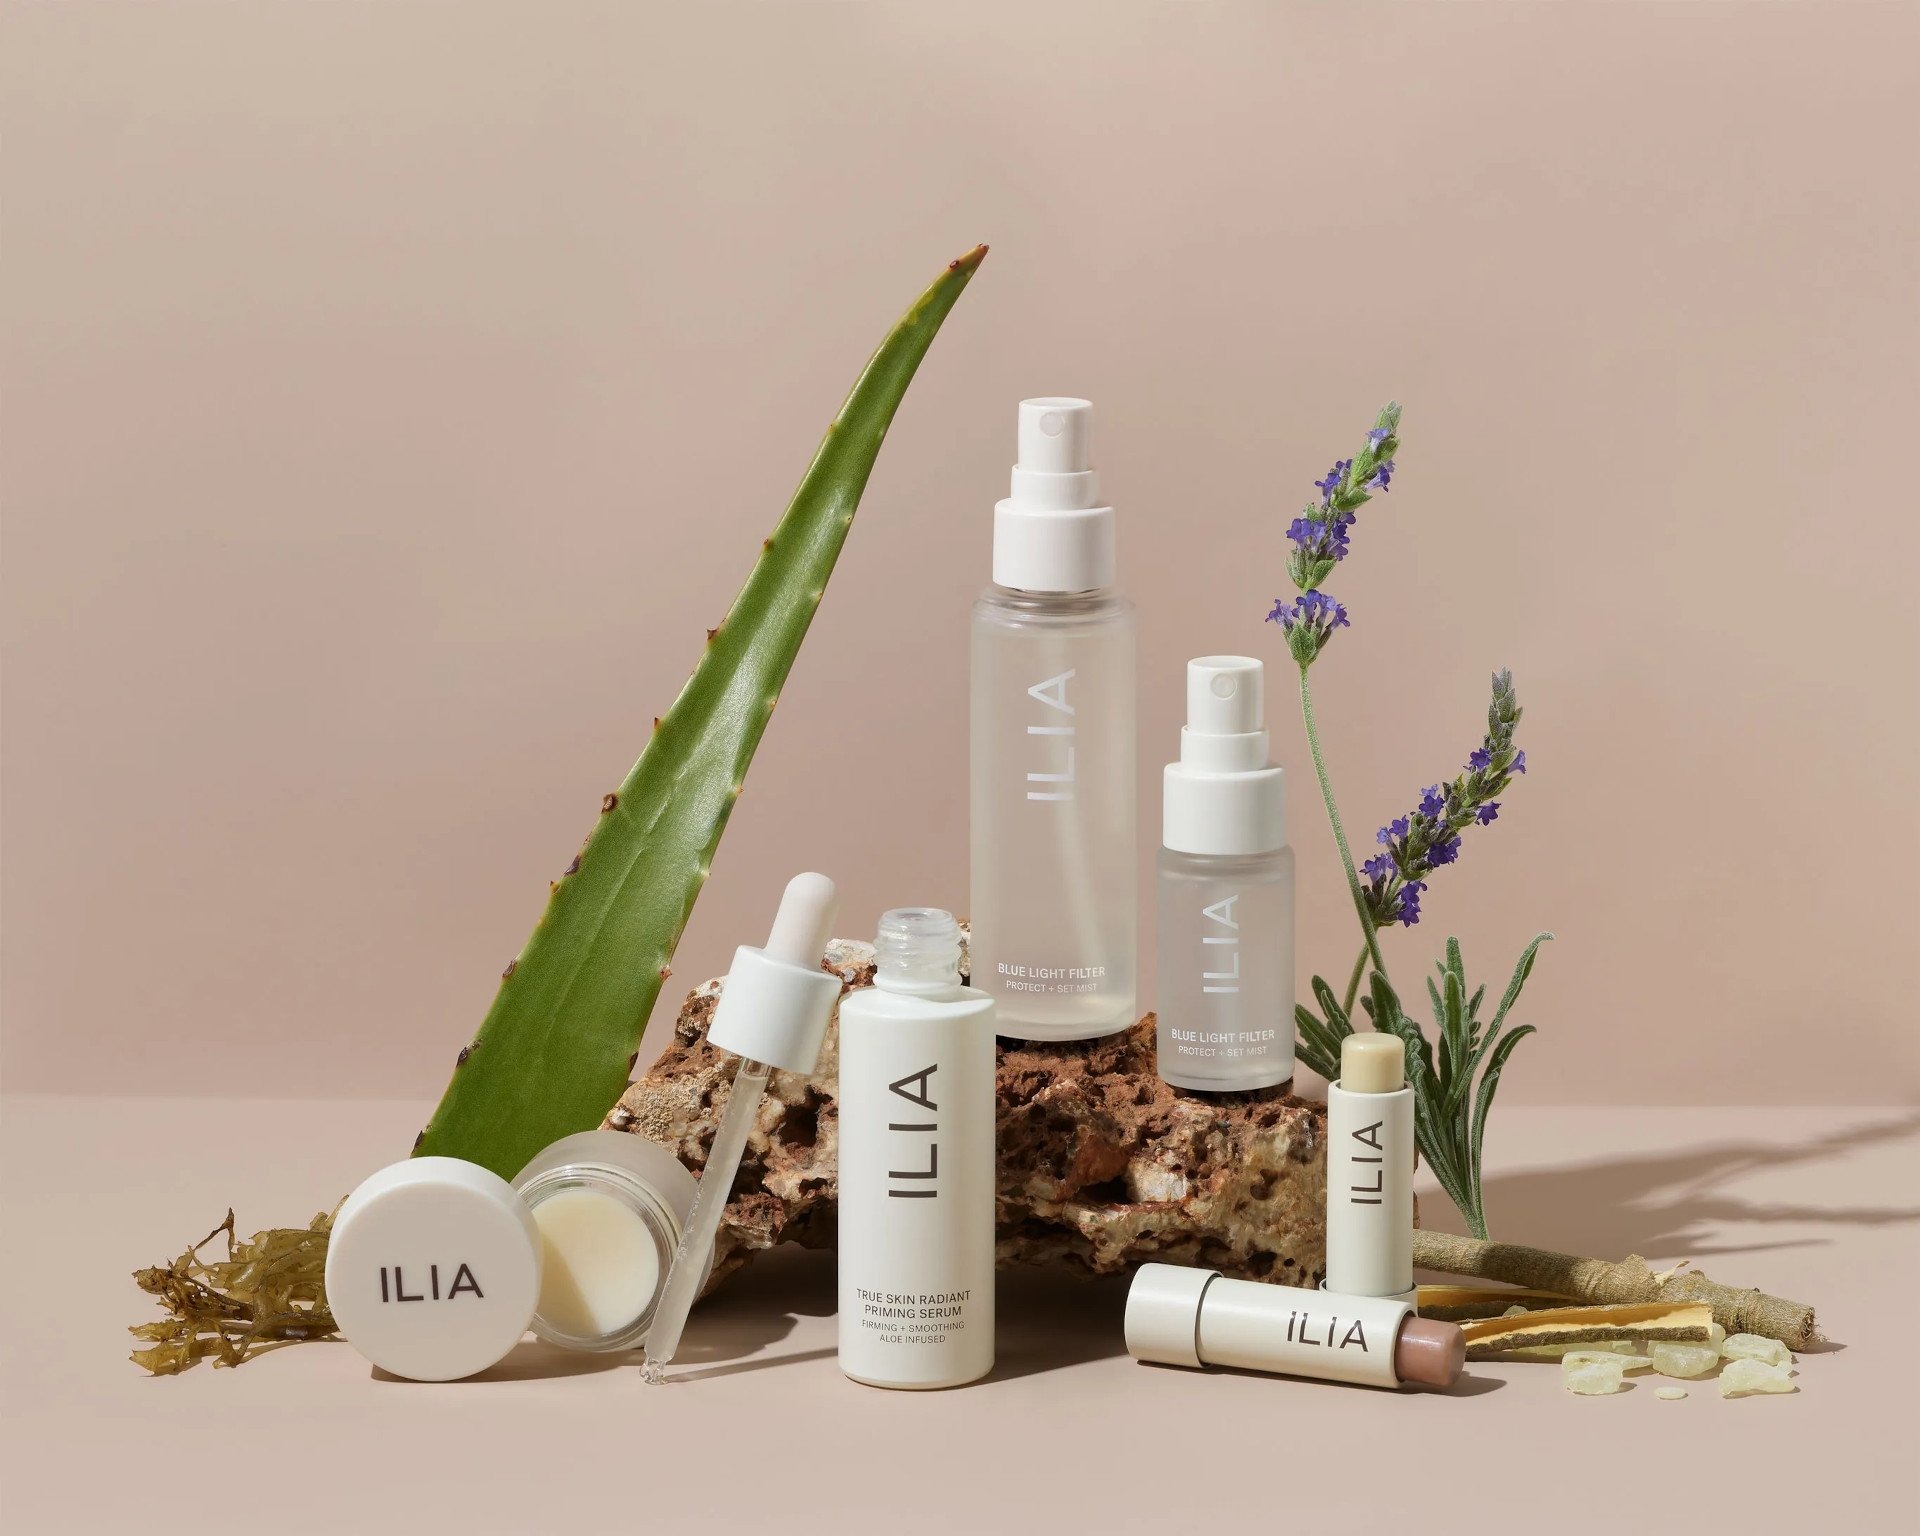 ILIA
BLUE LIGHT FILTER
PROTECT + SET MIST
ILIA
BLUE LIGHT FILTER
PROTECT + SET MIST
ILIA
TRUE SKIN RADIANT
PRIMING SERUM
FIRMING + SMOOTHING
ALOE INFUSED
ILIA
ILIA
ILIA